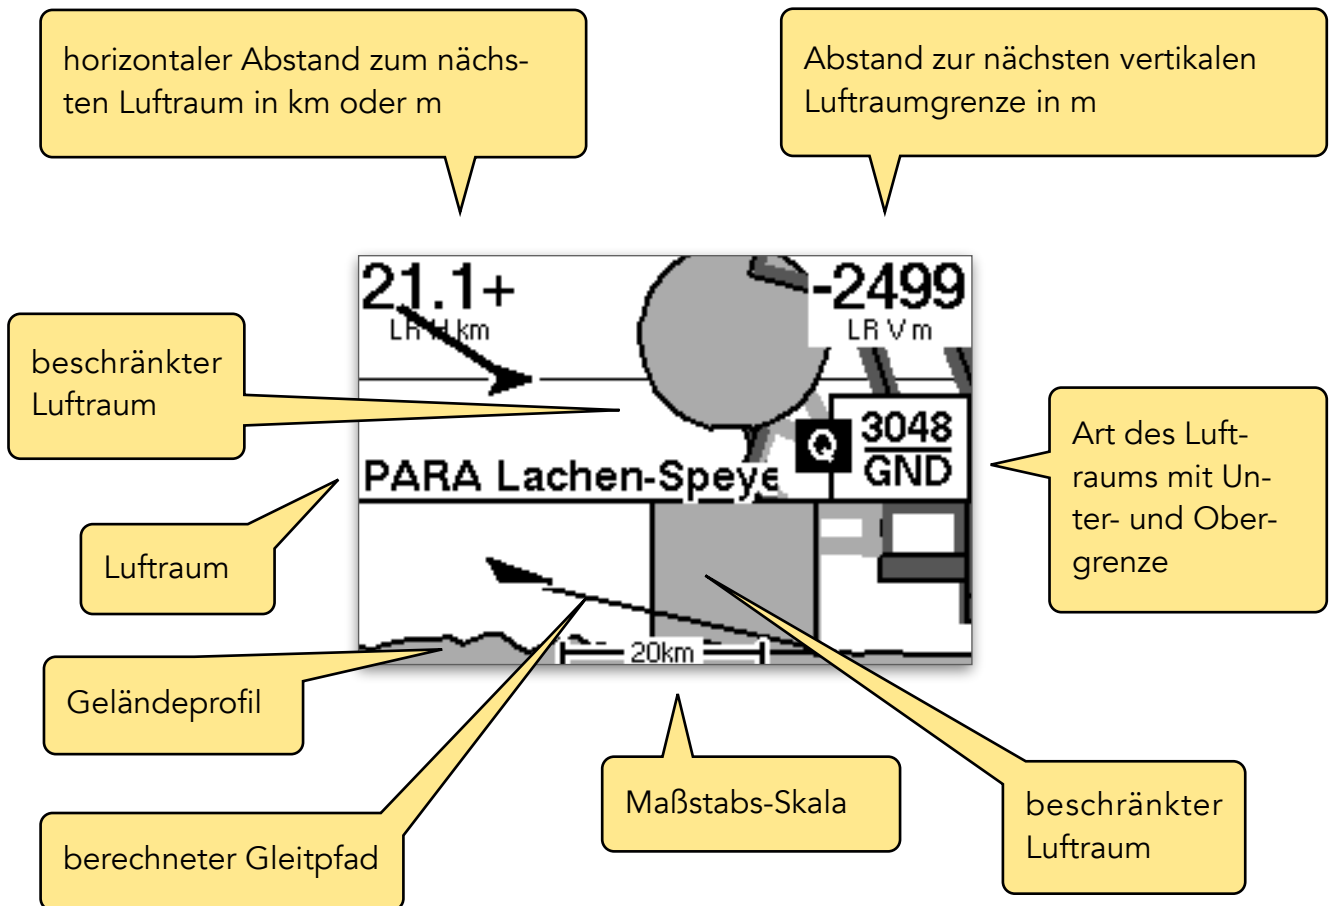 horizontaler Abstand zum nächs-
ten Luftraum in km oder m
Abstand zur nächsten vertikalen
Luftraumgrenze in m
21.1+
LR H km
-2499
LR V m
beschränkter
Luftraum
3048
Q
GND
PARA Lachen-Speye
Art des Luft-
raums mit Un-
ter- und Ober-
grenze
Luftraum
20km
Geländeprofil
Maßstabs-Skala
beschränkter
Luftraum
berechneter Gleitpfad